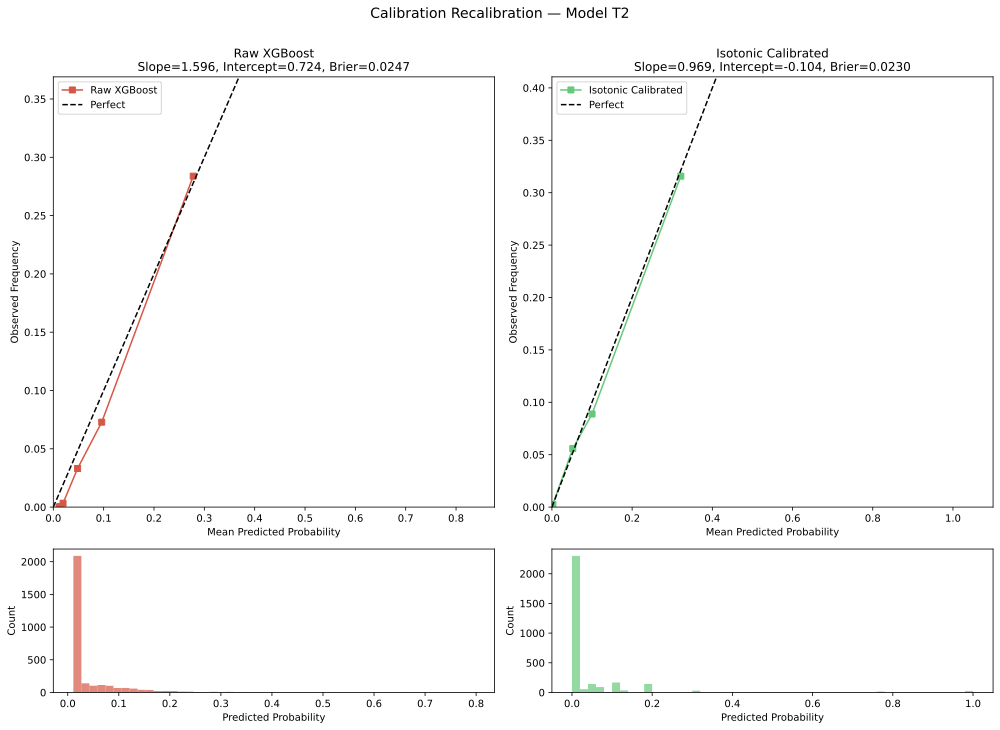 Calibration Recalibration — Model T2
Raw XGBoost
Slope=1.596, Intercept=0.724, Brier=0.0247
Raw XGBoost
Perfect
0.35
0.30
0.25
0.20
0.15
0.10
0.05
0.00
Observed Frequency
0.0 0.1 0.2 0.3 0.4 0.5 0.6 0.7 0.8
Mean Predicted Probability
Isotonic Calibrated
Slope=0.969, Intercept=-0.104, Brier=0.0230
Isotonic Calibrated
Perfect
0.40
0.35
0.30
0.25
0.20
0.15
0.10
0.05
0.00
Observed Frequency
0.0 0.2 0.4 0.6 0.8 1.0
Mean Predicted Probability
2000
1500
1000
500
0
Count
0.0 0.1 0.2 0.3 0.4 0.5 0.6 0.7 0.8
Predicted Probability
2000
1500
1000
500
0
Count
0.0 0.2 0.4 0.6 0.8 1.0
Predicted Probability